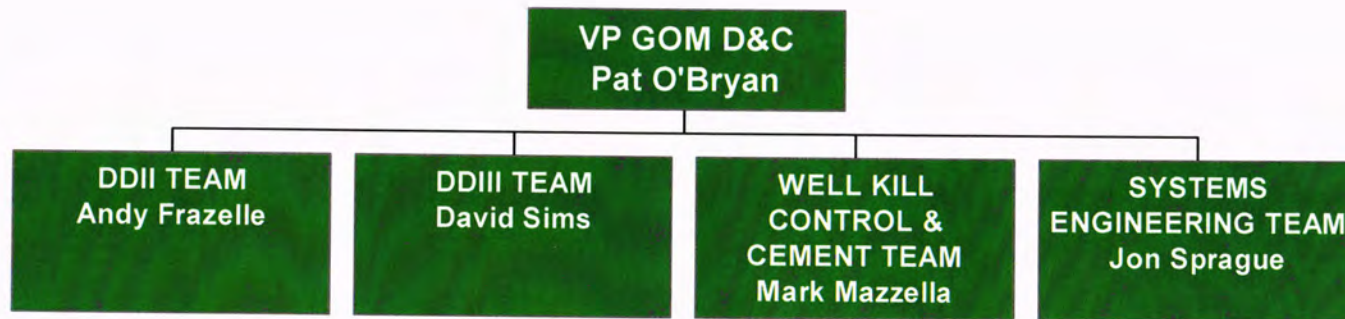 VP GOM D&C
Pat O'Bryan
DDII TEAM
Andy Frazelle
DDIII TEAM
David Sims
WELL KILL
CONTROL &
CEMENT TEAM
Mark Mazzella
SYSTEMS
ENGINEERING TEAM
Jon Sprague